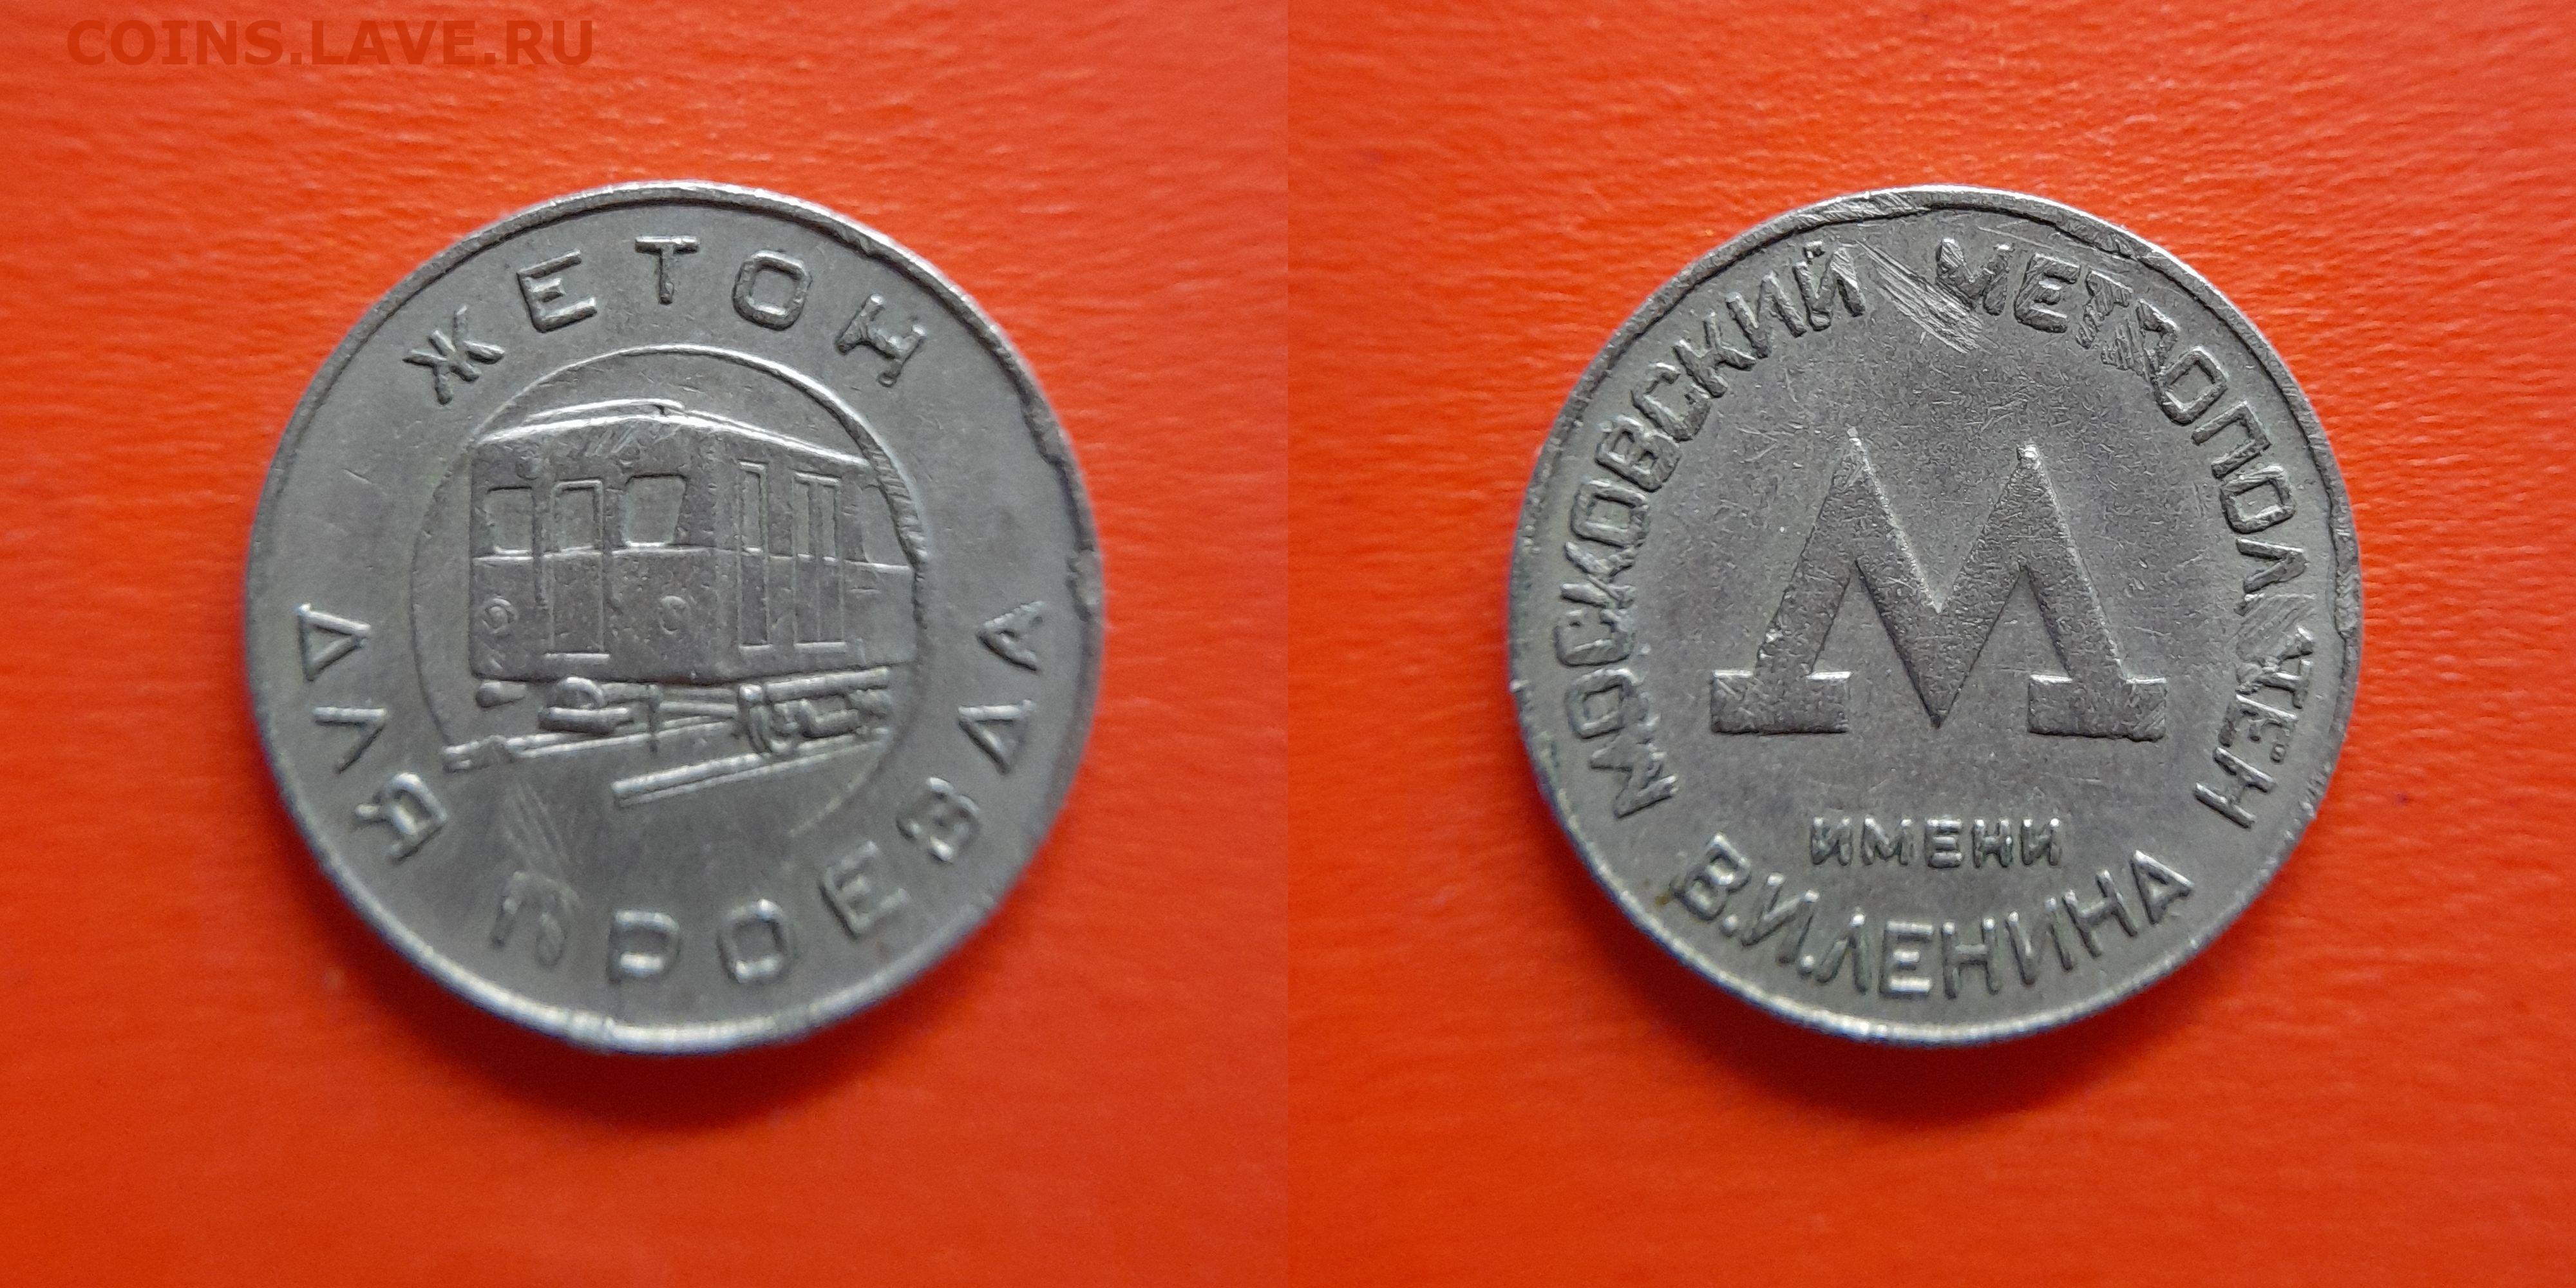 COINS.LAVE.RU
ЖЕТОН
ДЛЯ ПРОЕЗДА
МОСКОВСКИЙ МЕТРОПОЛИТЕН
М
ИМЕНИ
В.И.ЛЕНИНА